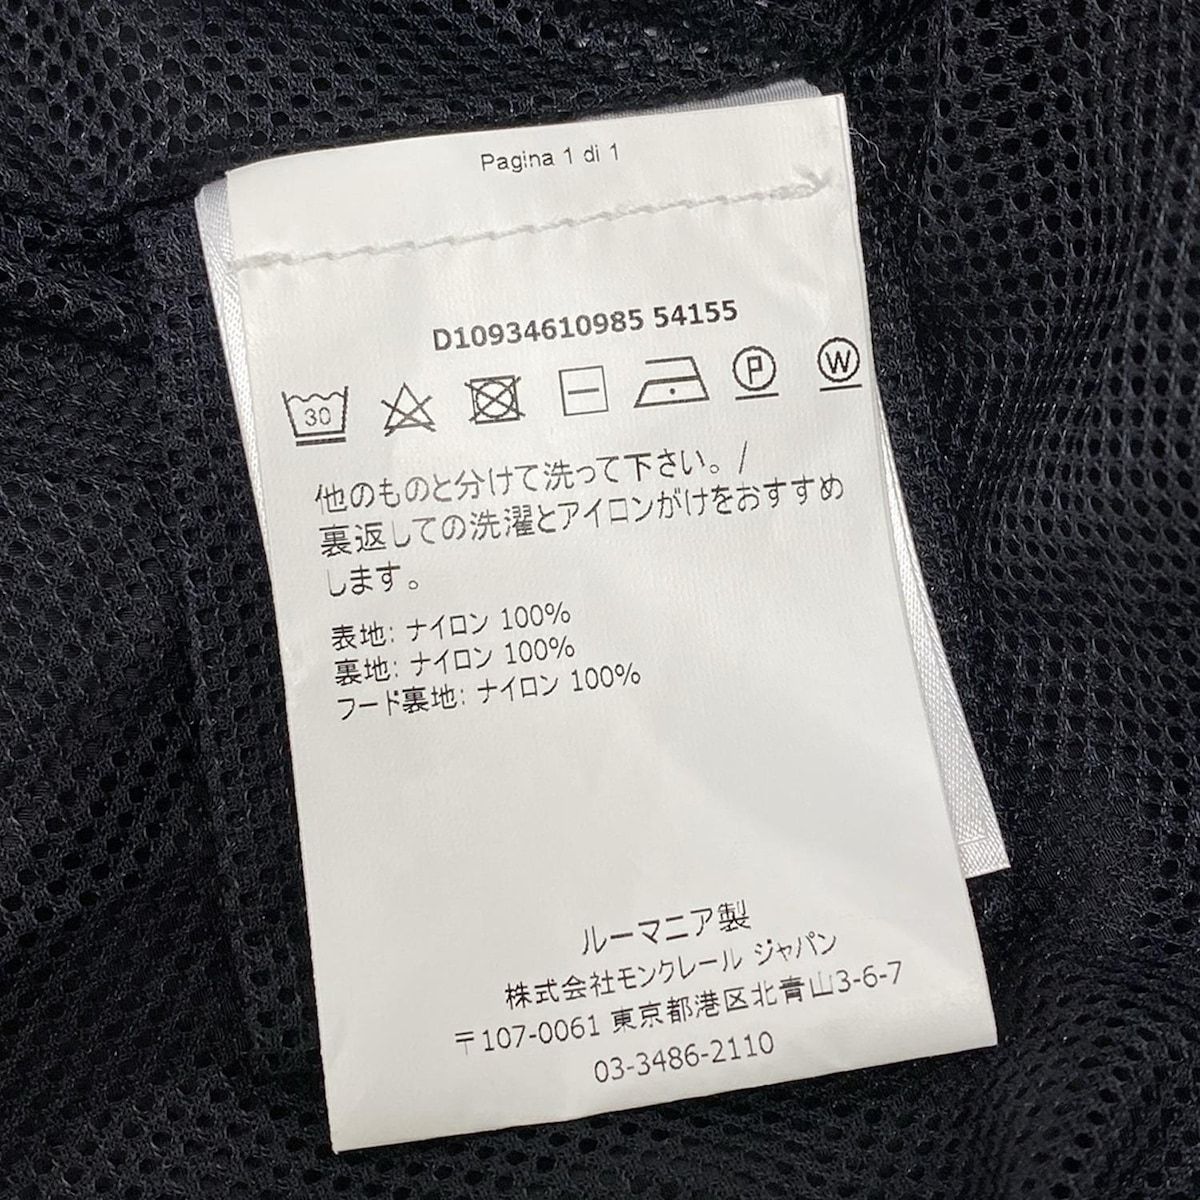 Pagina 1 di 1
D10934610985 54155
30 P W
他のものと分けて洗って下さい。/
裏返しての洗濯とアイロンがけをおすすめ
します。
表地: ナイロン 100%
裏地: ナイロン 100%
フード裏地: ナイロン 100%
ルーマニア製
株式会社モンクレール ジャパン
〒107-0061 東京都港区北青山3-6-7
03-3486-2110